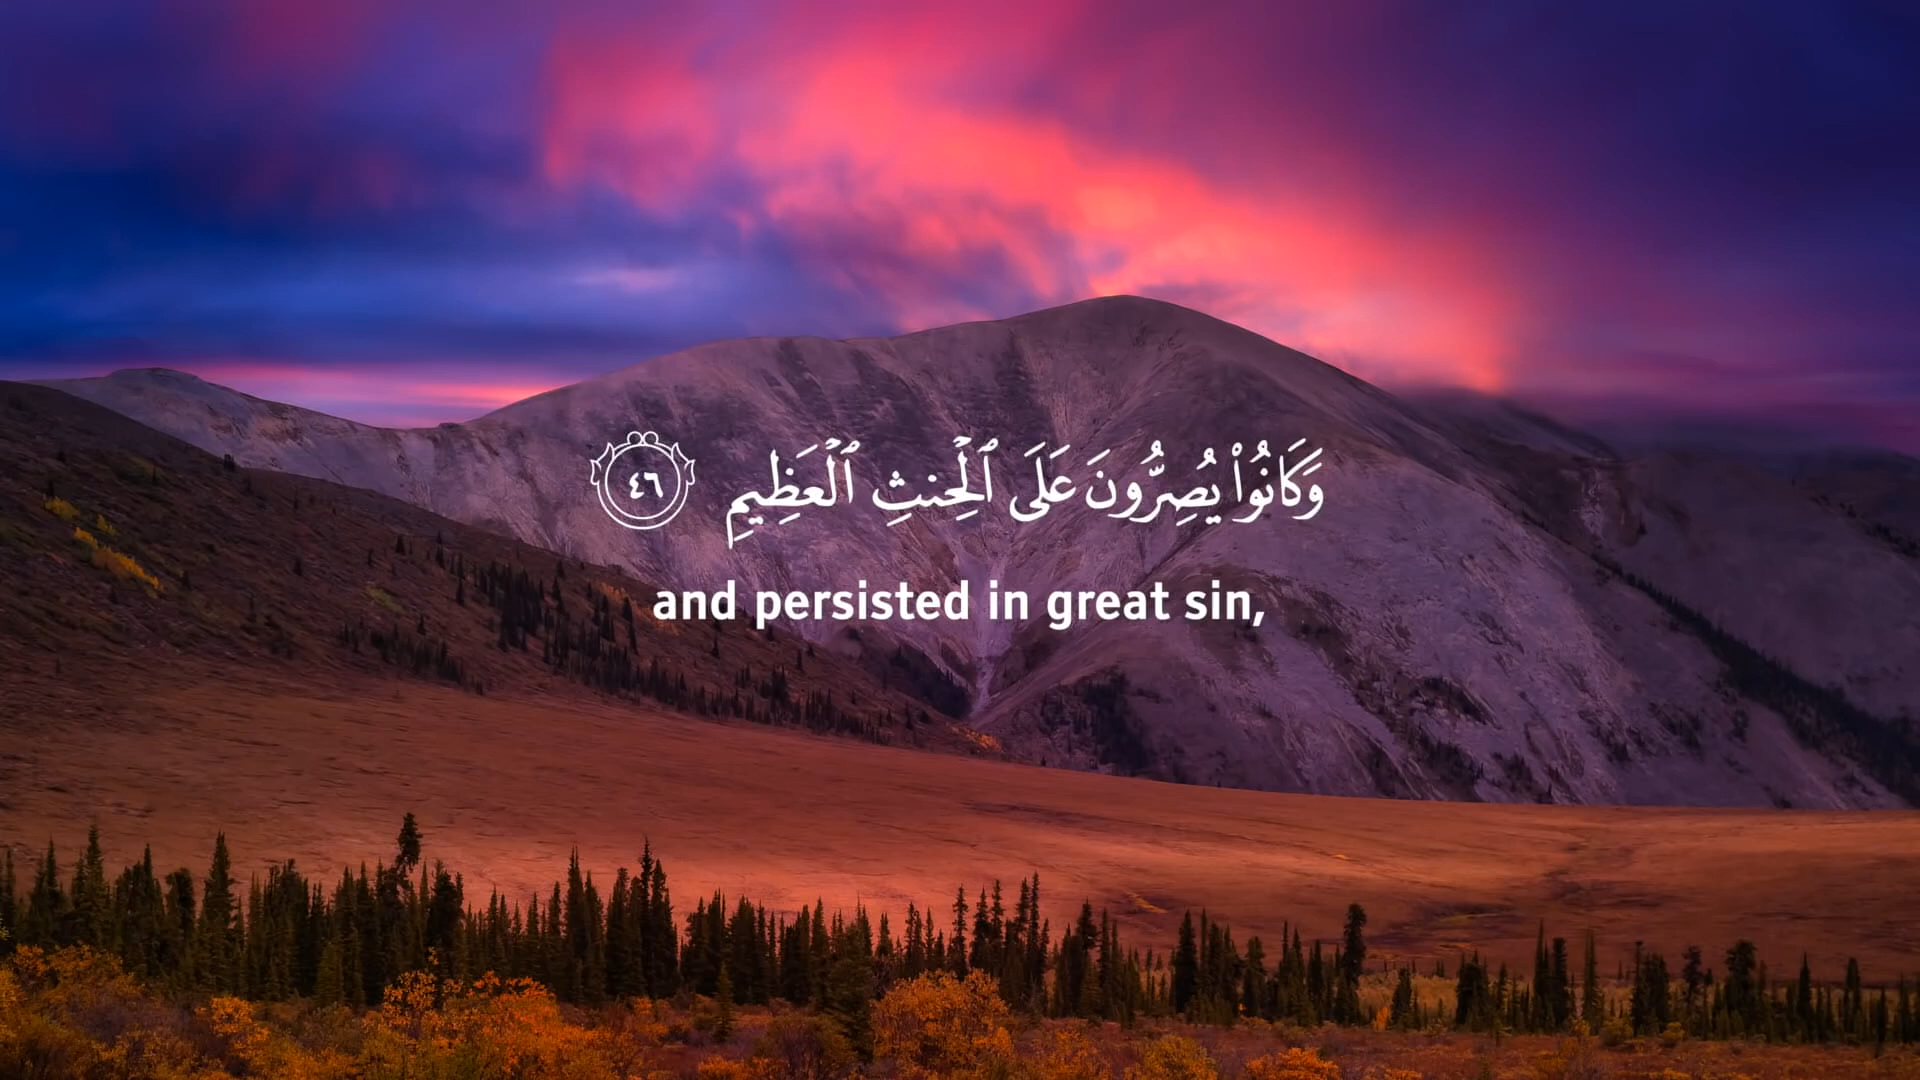 وَكَانُوا۟ يُصِرُّونَ عَلَى ٱلْحِنثِ ٱلْعَظِيمِ ٤٦
and persisted in great sin,